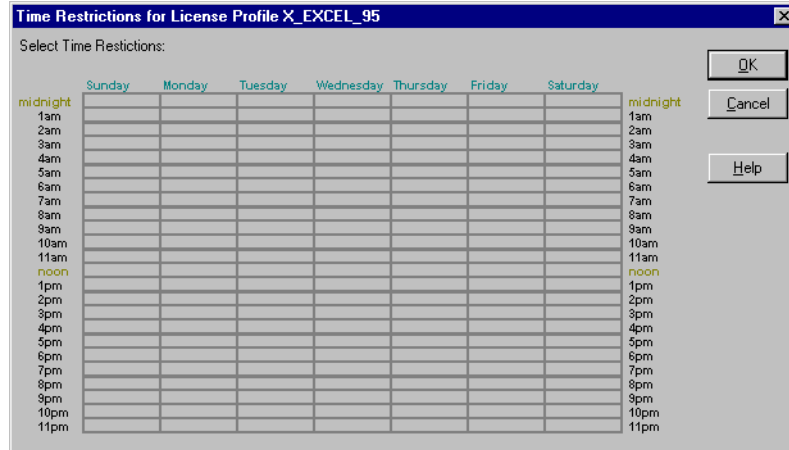 Time Restrictions for License Profile X_EXCEL_95
Select Time Restictions:
OK
Sunday Monday Tuesday Wednesday Thursday Friday Saturday
midnight midnight Cancel
1am 1am
2am 2am
3am 3am
4am 4am
5am 5am Help
6am 6am
7am 7am
8am 8am
9am 9am
10am 10am
11am 11am
noon noon
1pm 1pm
2pm 2pm
3pm 3pm
4pm 4pm
5pm 5pm
6pm 6pm
7pm 7pm
8pm 8pm
9pm 9pm
10pm 10pm
11pm 11pm